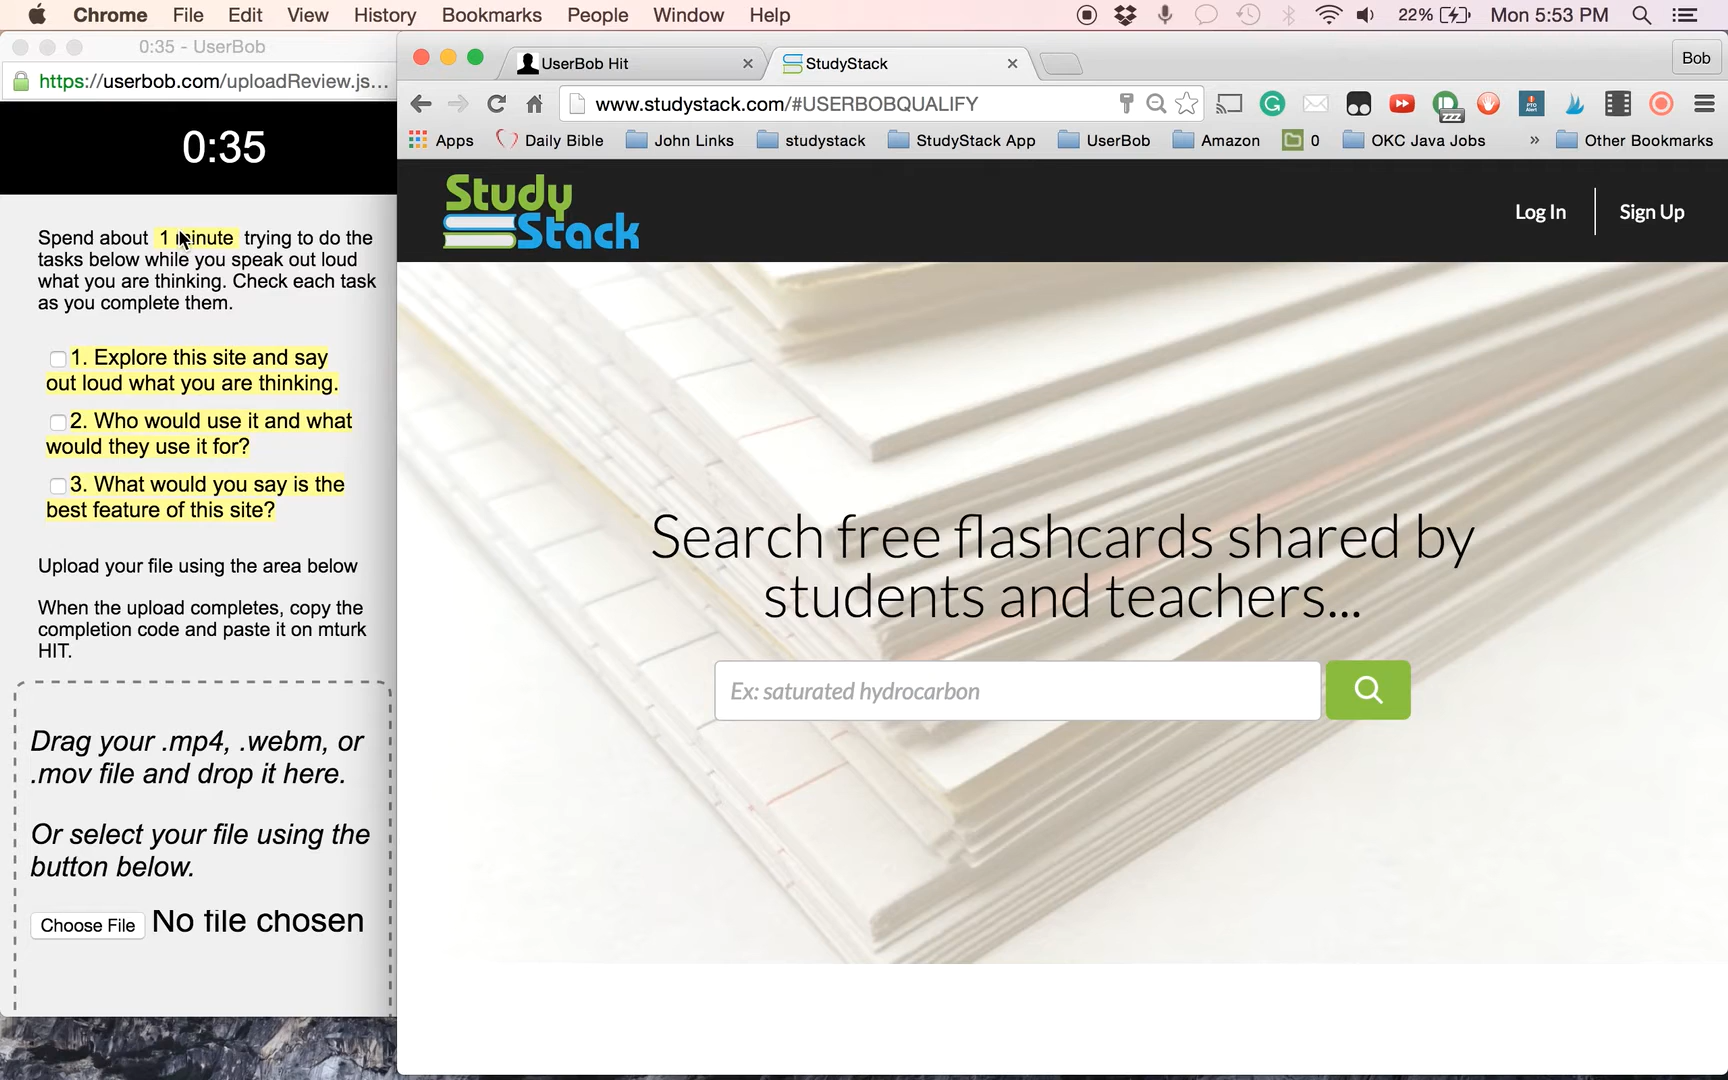 Chrome File Edit View History Bookmarks People Window Help
22% Mon 5:53 PM
0:35 - UserBob
https://userbob.com/uploadReview.js...
0:35
Spend about 1 minute trying to do the
tasks below while you speak out loud
what you are thinking. Check each task
as you complete them.
1. Explore this site and say
out loud what you are thinking.
2. Who would use it and what
would they use it for?
3. What would you say is the
best feature of this site?
Upload your file using the area below
When the upload completes, copy the
completion code and paste it on mturk
HIT.
Drag your .mp4, .webm, or
.mov file and drop it here.
Or select your file using the
button below.
Choose File No file chosen
UserBob Hit
StudyStack
Bob
www.studystack.com/#USERBOBQUALIFY
zzz
PTO
Alert
Apps Daily Bible John Links studystack StudyStack App UserBob Amazon 0 OKC Java Jobs » Other Bookmarks
Study
Stack
Log In
Sign Up
Search free flashcards shared by
students and teachers...
Ex: saturated hydrocarbon